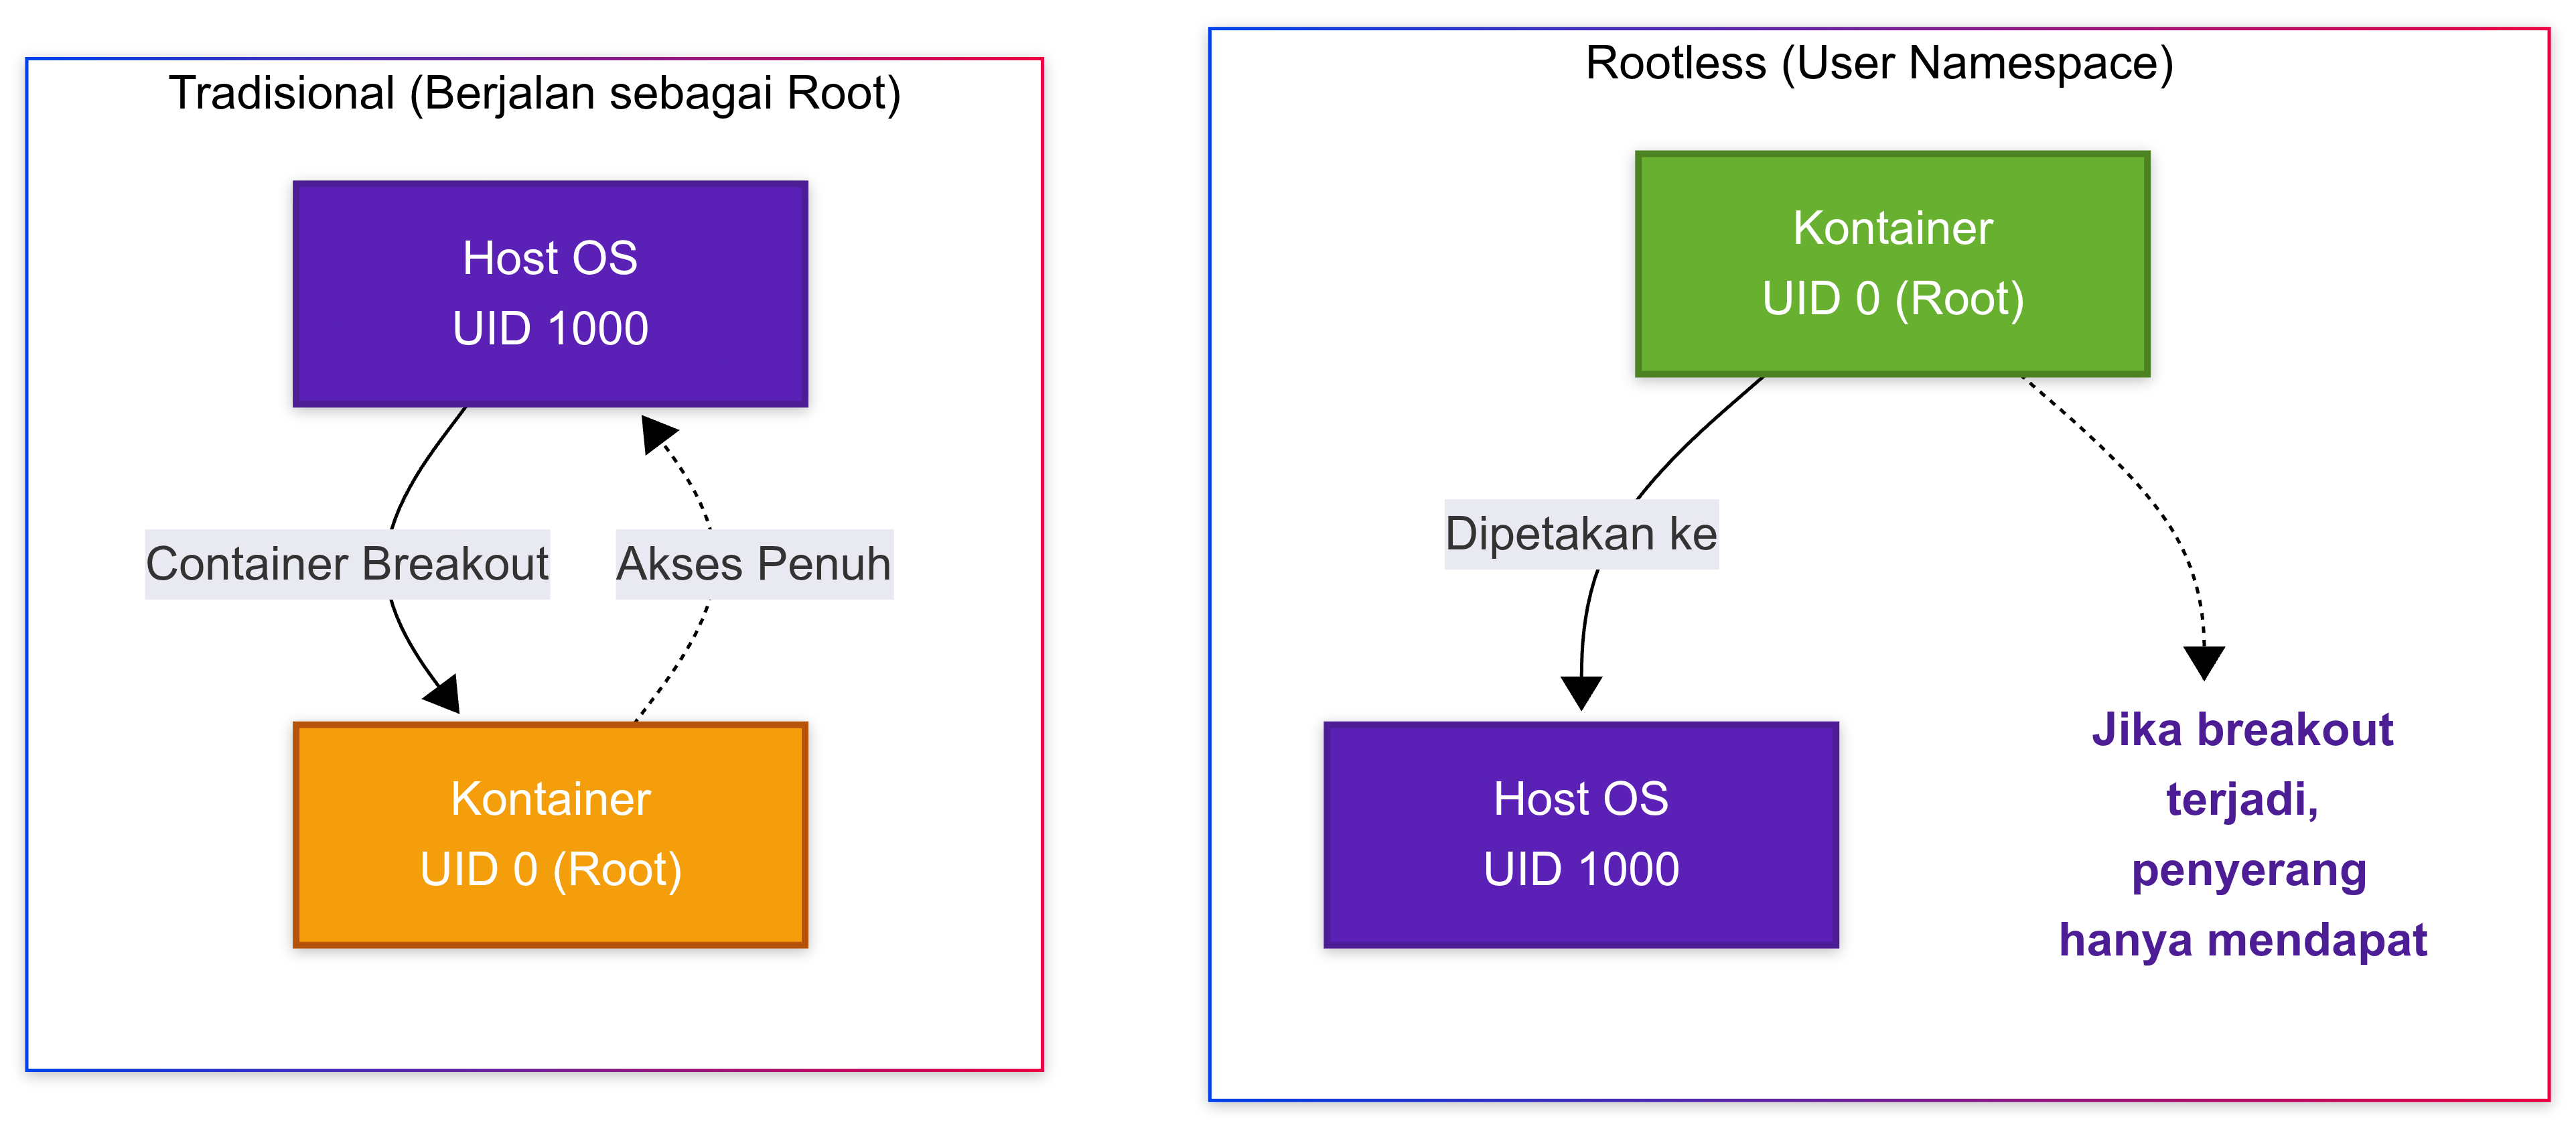 Tradisional (Berjalan sebagai Root)
Host OS
UID 1000
Container Breakout
Akses Penuh
Kontainer
UID 0 (Root)
Rootless (User Namespace)
Kontainer
UID 0 (Root)
Dipetakan ke
Host OS
UID 1000
Jika breakout
terjadi,
penyerang
hanya mendapat